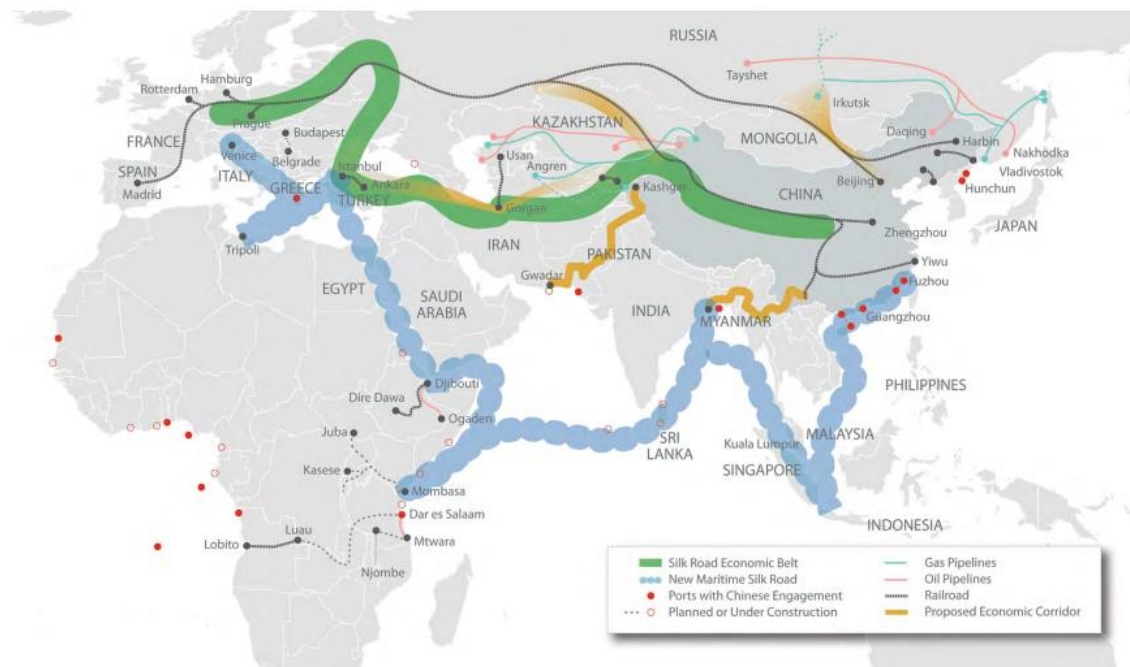 RUSSIA
Tayshet
Hamburg
Rotterdam
Irkutsk
Prague
KAZAKHSTAN
Daqing
Harbin
Budapest
MONGOLIA
FRANCE
Venice
Usan
Nakhodka
Belgrade
Angren
Vladivostok
SPAIN
ITALY
Istanbul
Beijing
Hunchun
GREECE
Ankara
Kashgar
Madrid
TURKEY
CHINA
Gorgan
JAPAN
Zhengzhou
Tripoli
IRAN
PAKISTAN
Yiwu
Gwadar
Fuzhou
EGYPT
SAUDI
ARABIA
INDIA
MYANMAR
Guangzhou
Djibouti
PHILIPPINES
Dire Dawa
Ogaden
Juba
SRI
LANKA
MALAYSIA
Kuala Lumpur
Kasese
SINGAPORE
Mombasa
Dar es Salaam
Luau
INDONESIA
Lobito
Mtwara
Njombe
Silk Road Economic Belt
New Maritime Silk Road
Ports with Chinese Engagement
Planned or Under Construction
Gas Pipelines
Oil Pipelines
Railroad
Proposed Economic Corridor